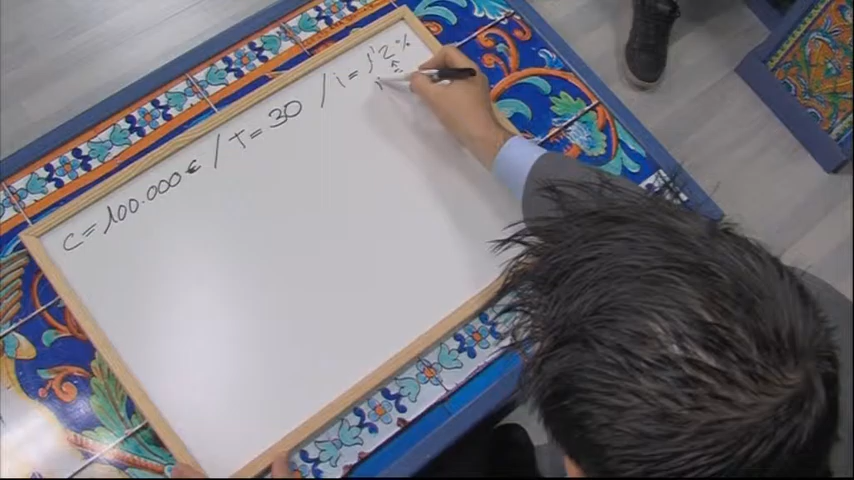 C = 100.000 € / T = 30 / i = 1'2 %